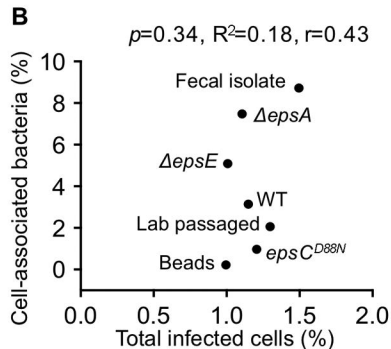 B
p=0.34, R²=0.18, r=0.43
Cell-associated bacteria (%)
10
8
6
4
2
0
Fecal isolate
ΔepsA
ΔepsE
WT
Lab passaged
epsC^D88N
Beads
0.0 0.5 1.0 1.5 2.0
Total infected cells (%)